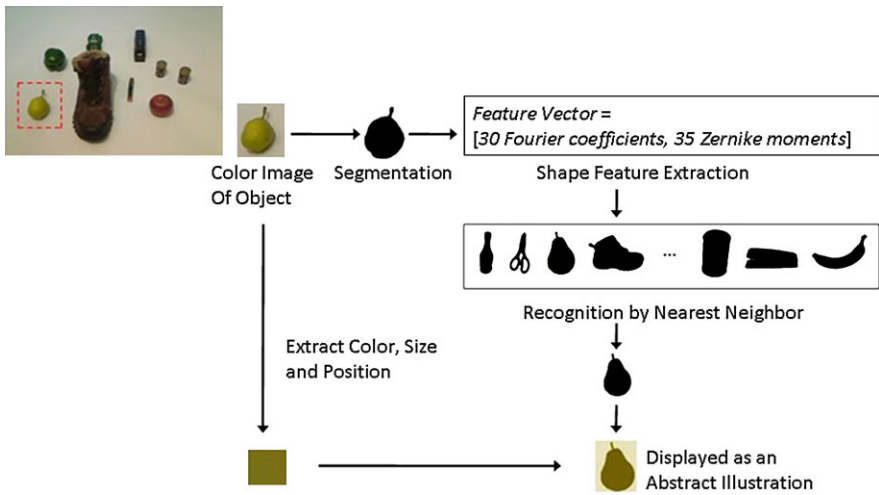 Feature Vector =
[30 Fourier coefficients, 35 Zernike moments]
Color Image
Of Object
Segmentation
Shape Feature Extraction
...
Recognition by Nearest Neighbor
Extract Color, Size
and Position
Displayed as an
Abstract Illustration